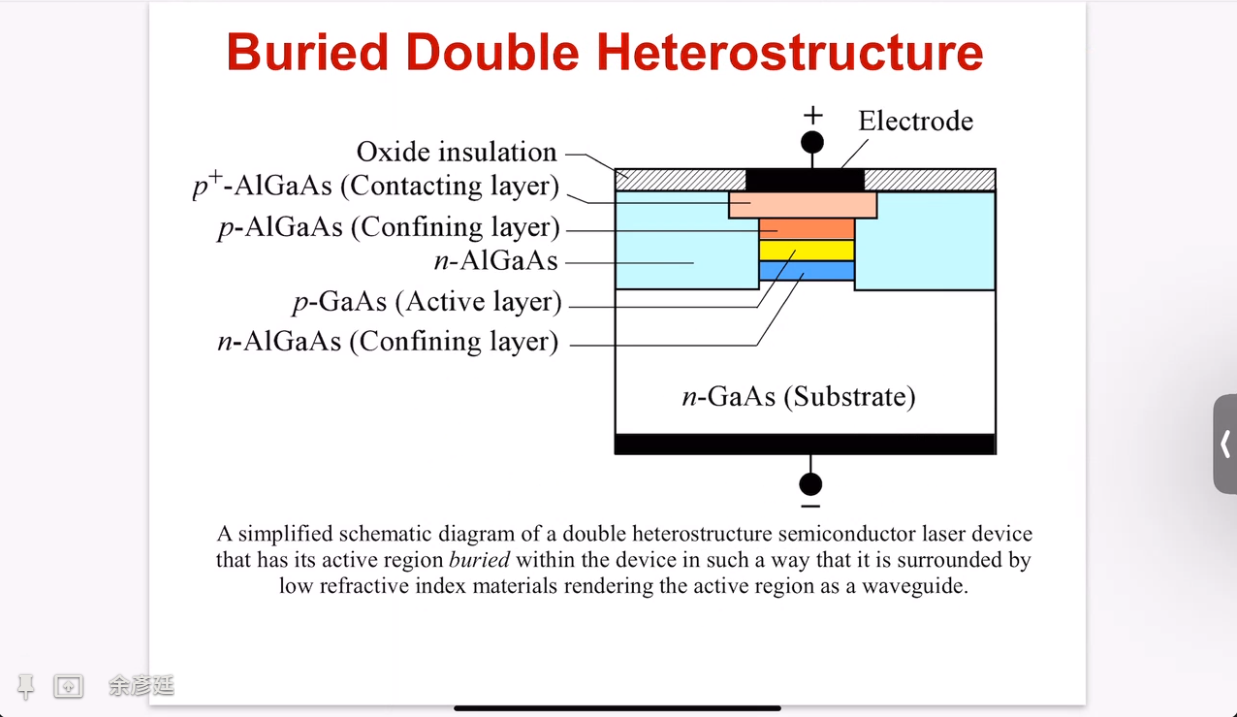 Buried Double Heterostructure
+
Electrode
Oxide insulation
p+-AlGaAs (Contacting layer)
p-AlGaAs (Confining layer)
n-AlGaAs
p-GaAs (Active layer)
n-AlGaAs (Confining layer)
n-GaAs (Substrate)
−
A simplified schematic diagram of a double heterostructure semiconductor laser device
that has its active region buried within the device in such a way that it is surrounded by
low refractive index materials rendering the active region as a waveguide.
余彥廷